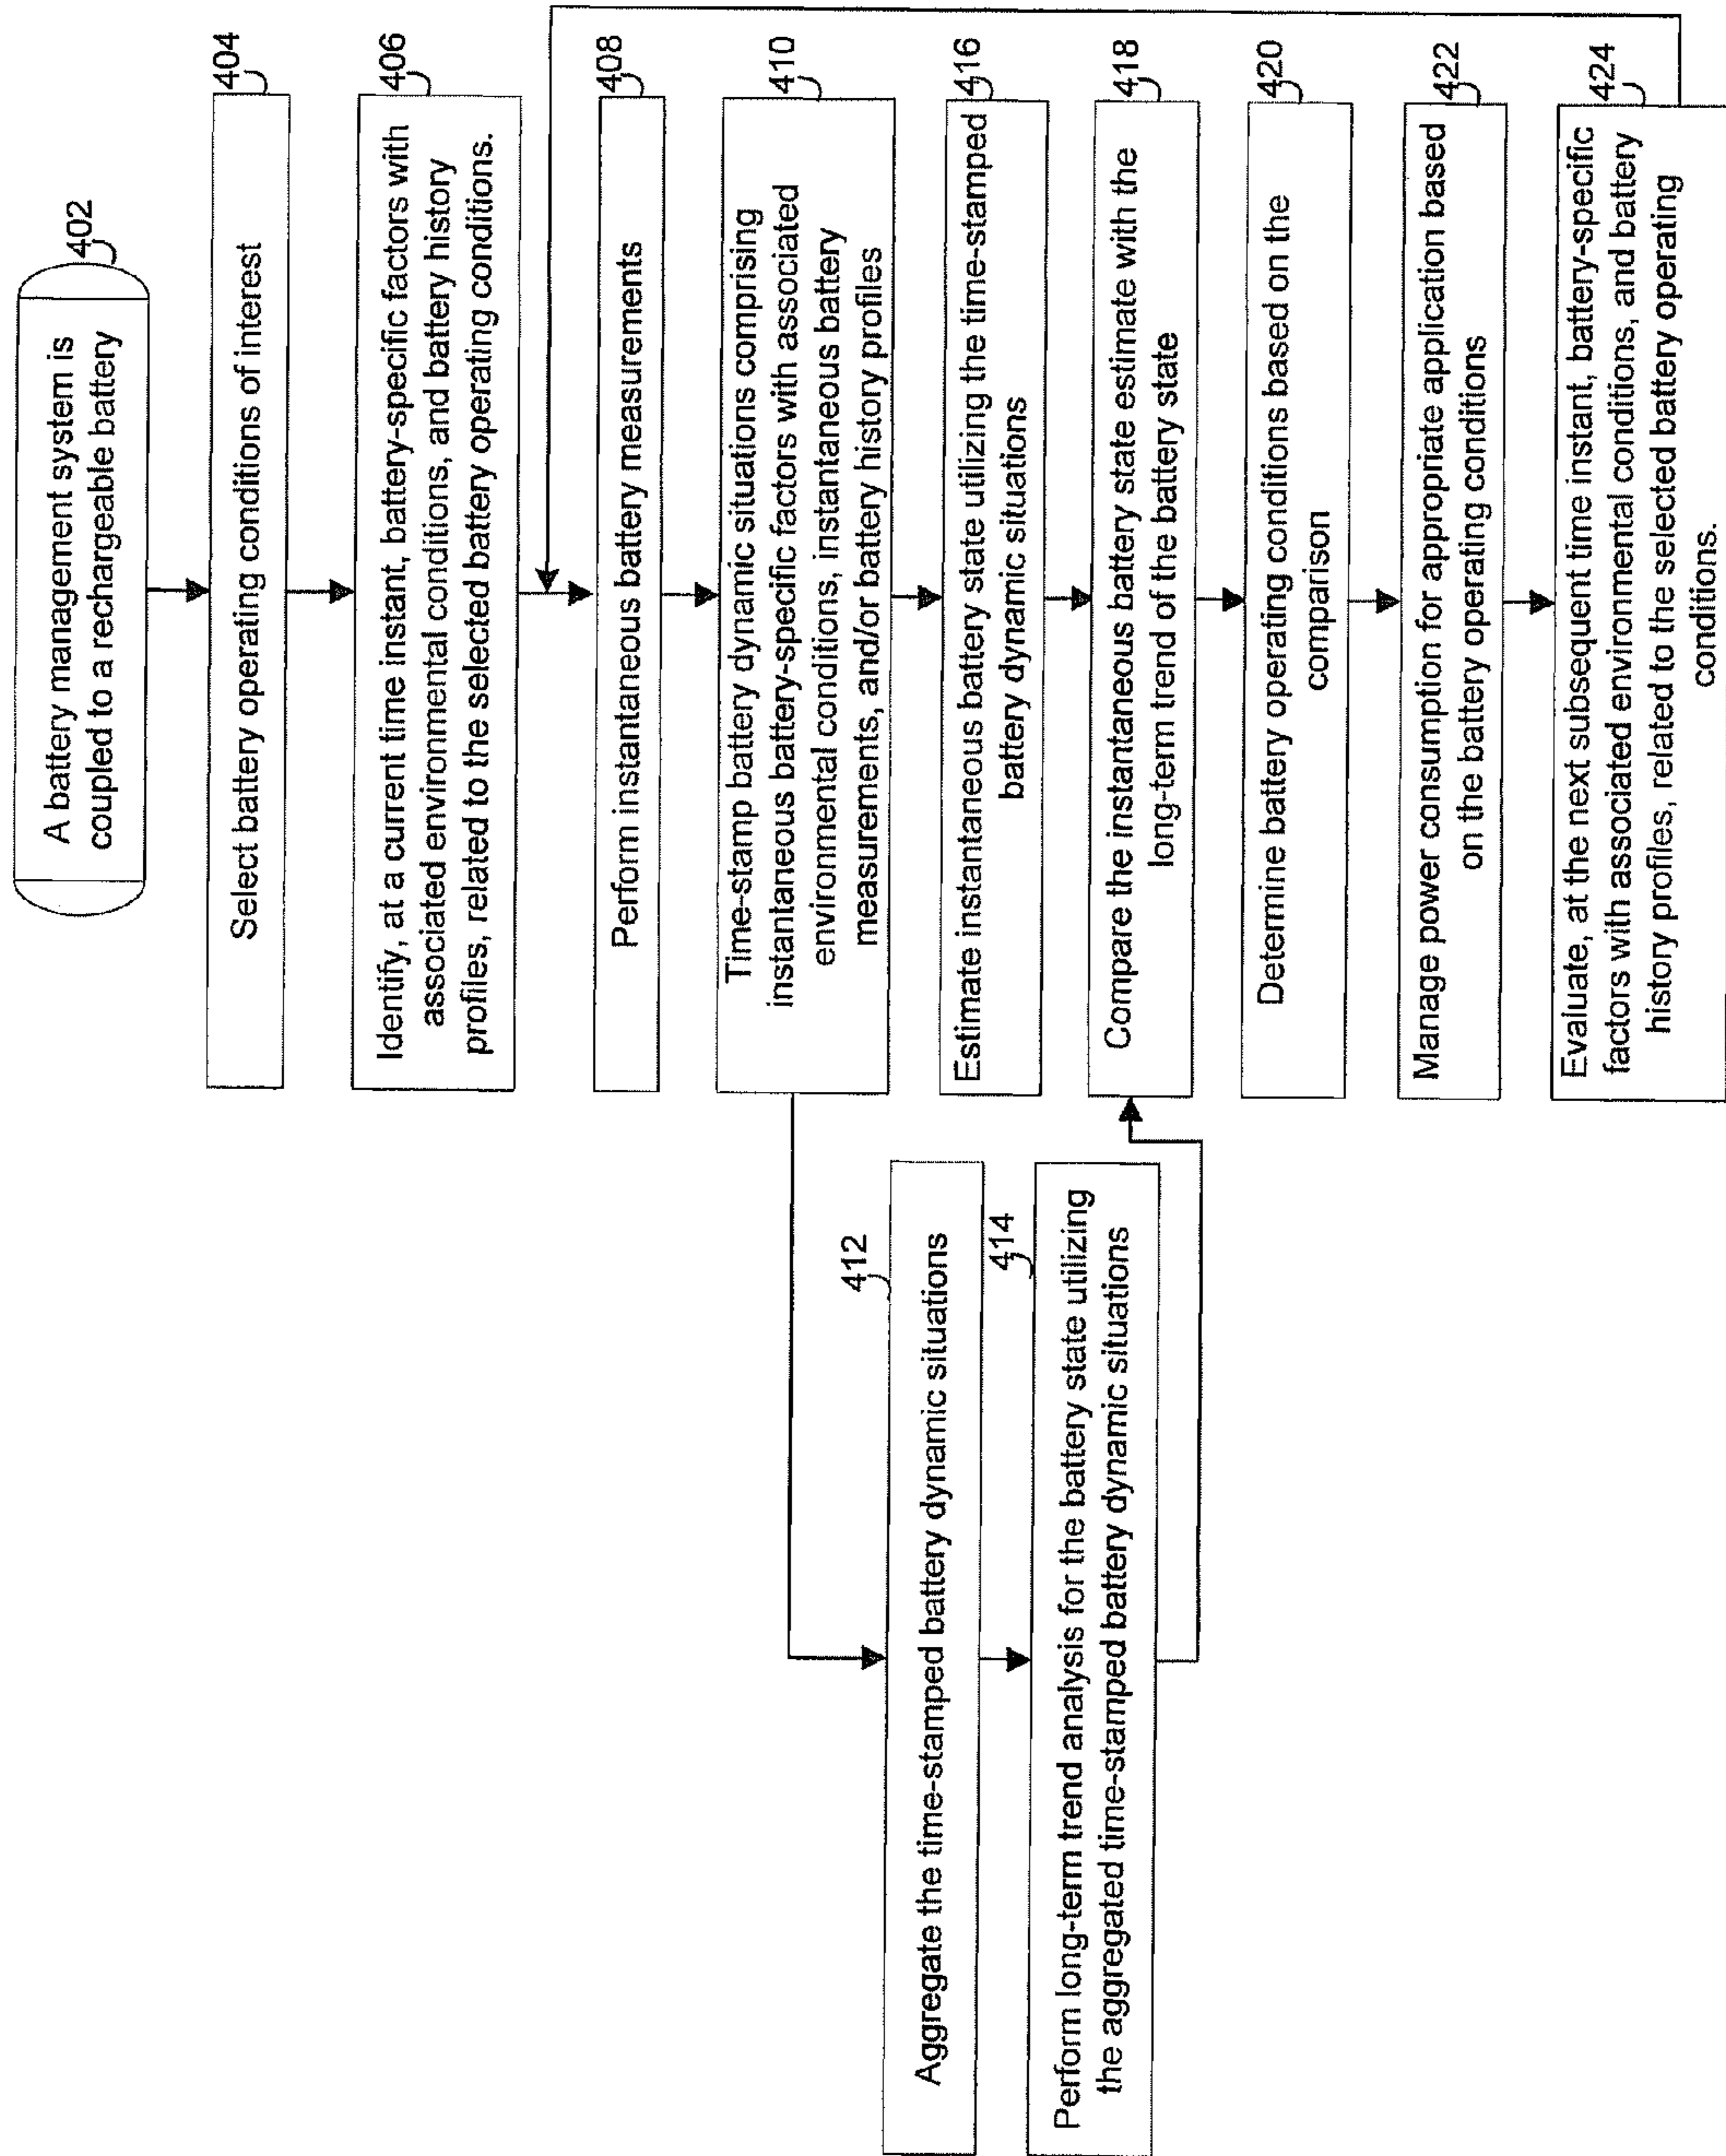 A battery management system is
coupled to a rechargeable battery
402
Select battery operating conditions of interest
404
Identify, at a current time instant, battery-specific factors with
associated environmental conditions, and battery history
profiles, related to the selected battery operating conditions.
406
Perform instantaneous battery measurements
408
Time-stamp battery dynamic situations comprising
instantaneous battery-specific factors with associated
environmental conditions, instantaneous battery
measurements, and/or battery history profiles
410
Aggregate the time-stamped battery dynamic situations
412
Perform long-term trend analysis for the battery state utilizing
the aggregated time-stamped battery dynamic situations
414
Estimate instantaneous battery state utilizing the time-stamped
battery dynamic situations
416
Compare the instantaneous battery state estimate with the
long-term trend of the battery state
418
Determine battery operating conditions based on the
comparison
420
Manage power consumption for appropriate application based
on the battery operating conditions
422
Evaluate, at the next subsequent time instant, battery-specific
factors with associated environmental conditions, and battery
history profiles, related to the selected battery operating
conditions.
424